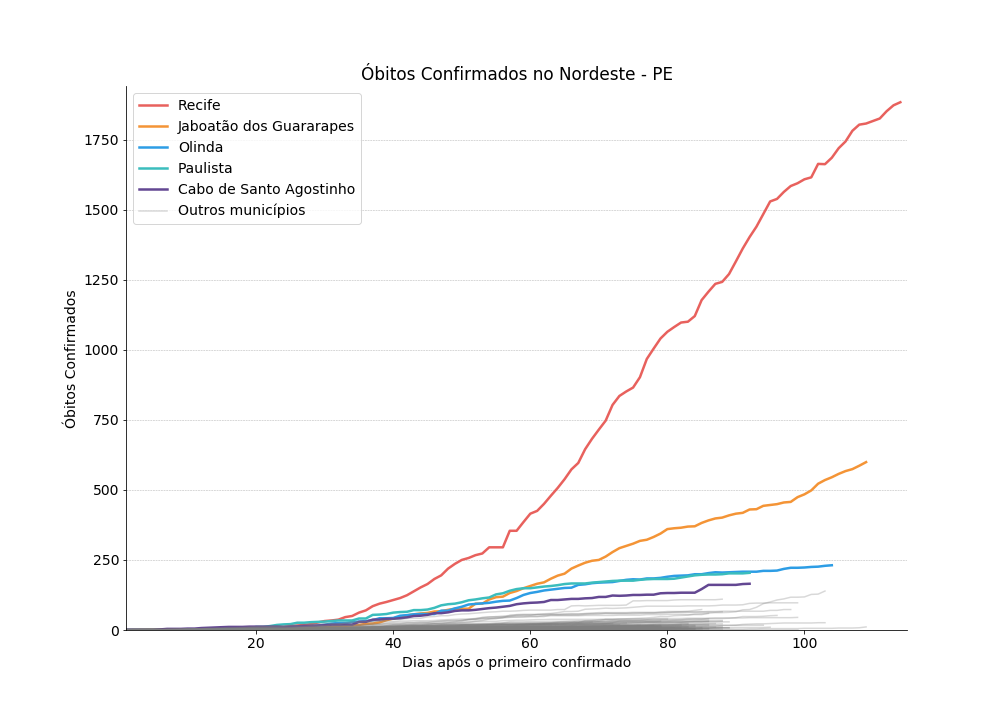 Óbitos Confirmados no Nordeste - PE
Recife
Jaboatão dos Guararapes
Olinda
Paulista
Cabo de Santo Agostinho
Outros municípios
1750
1500
1250
1000
750
500
250
0
Óbitos Confirmados
20 40 60 80 100
Dias após o primeiro confirmado